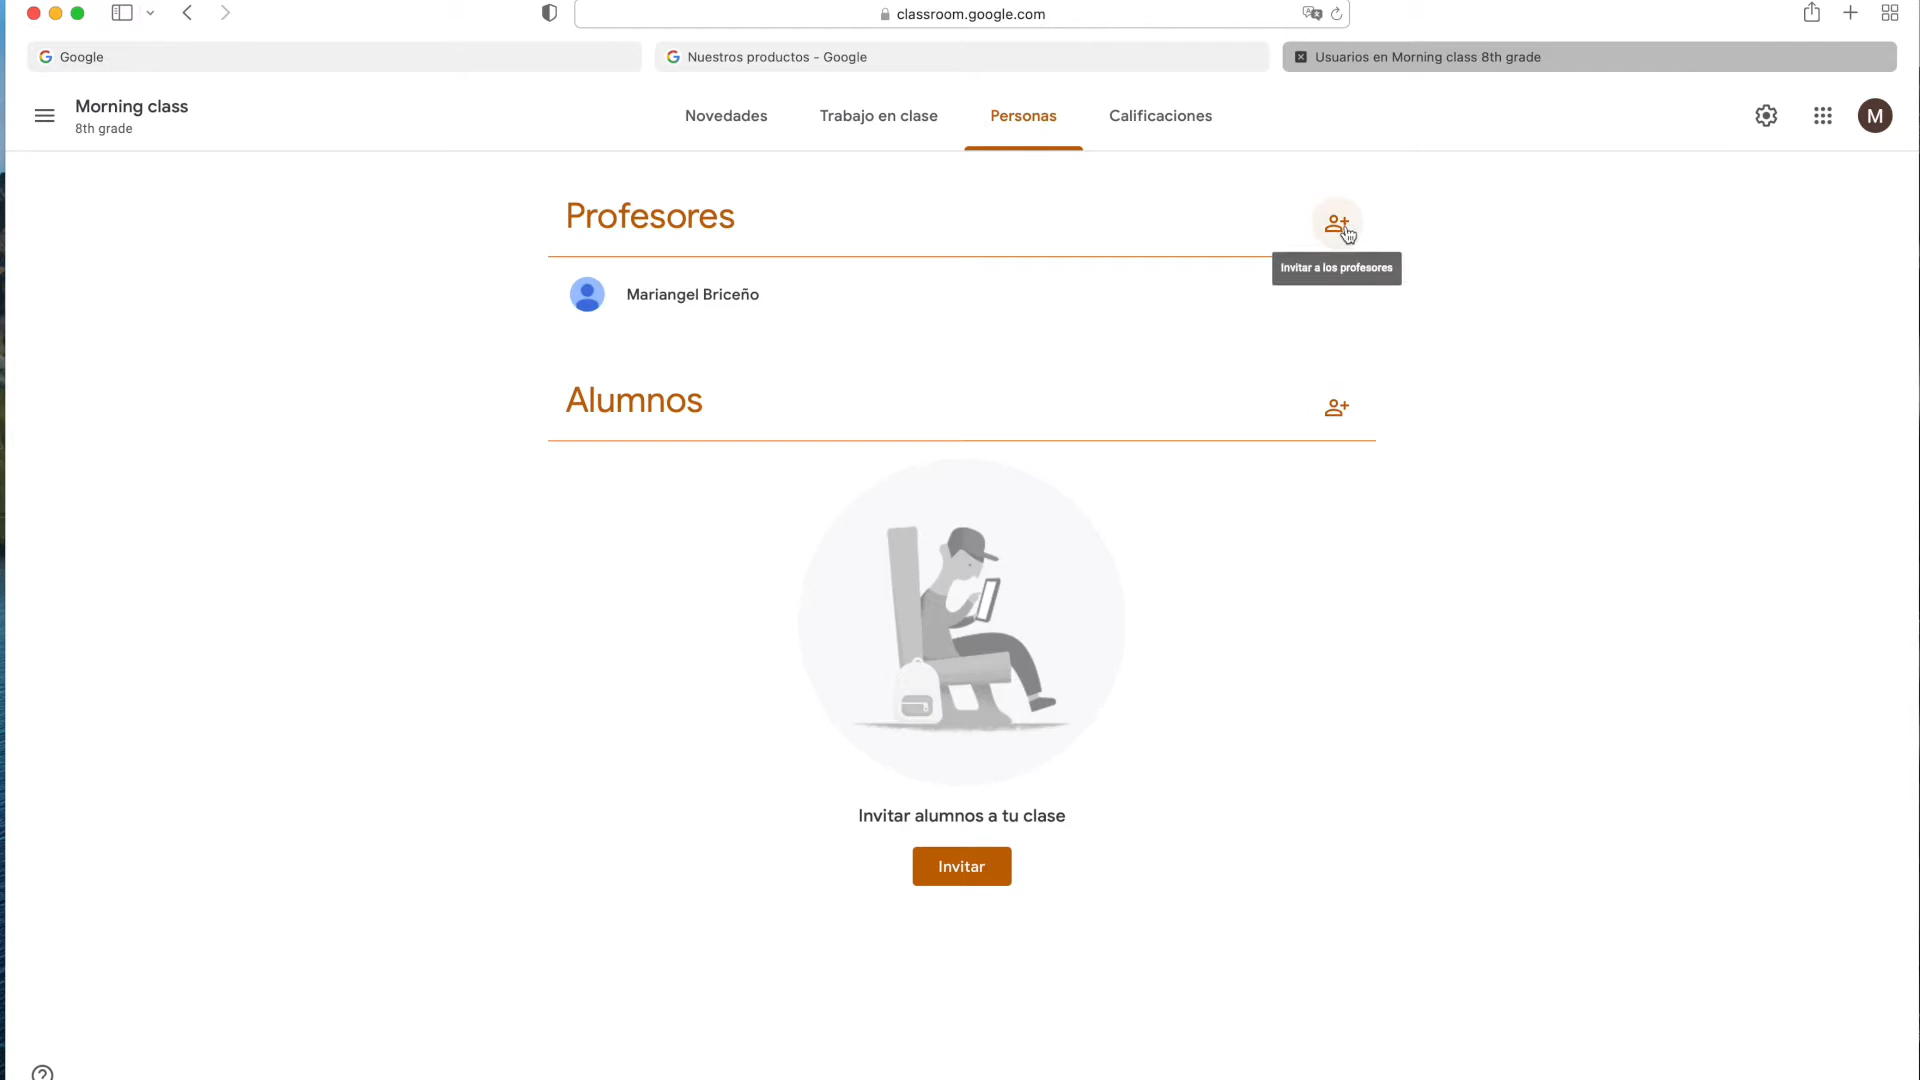 classroom.google.com
Google
Nuestros productos - Google
Usuarios en Morning class 8th grade
Morning class
8th grade
Novedades
Trabajo en clase
Personas
Calificaciones
M
Profesores
Invitar a los profesores
Mariangel Briceño
Alumnos
Invitar alumnos a tu clase
Invitar